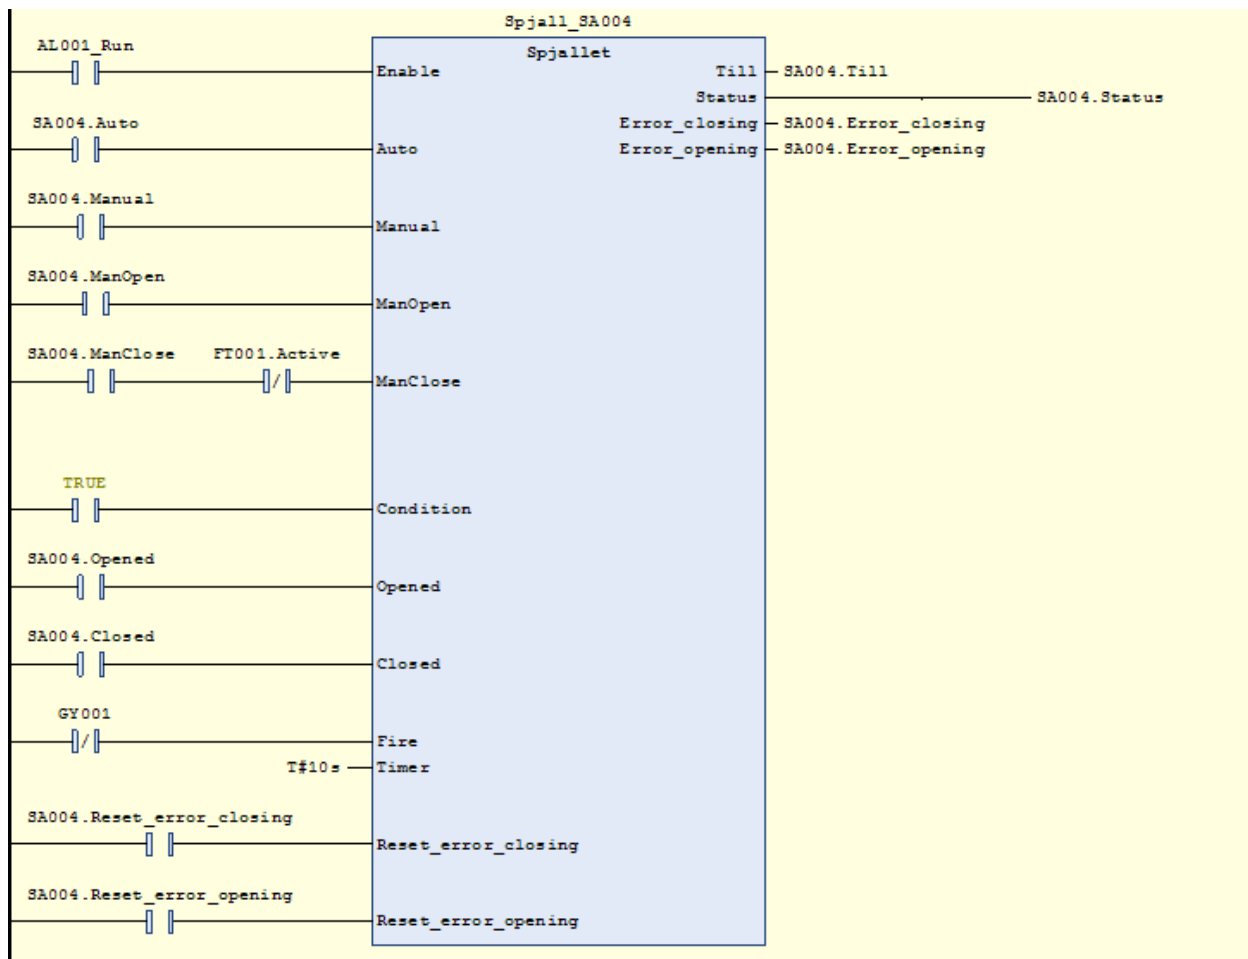 Spjall_SA004
AL001_Run
Spjallet
Enable
Till
SA004.Till
Status
SA004.Status
SA004.Auto
Error_closing
SA004.Error_closing
Auto
Error_opening
SA004.Error_opening
SA004.Manual
Manual
SA004.ManOpen
ManOpen
SA004.ManClose
FT001.Active
ManClose
TRUE
Condition
SA004.Opened
Opened
SA004.Closed
Closed
GY001
Fire
T#10s
Timer
SA004.Reset_error_closing
Reset_error_closing
SA004.Reset_error_opening
Reset_error_opening